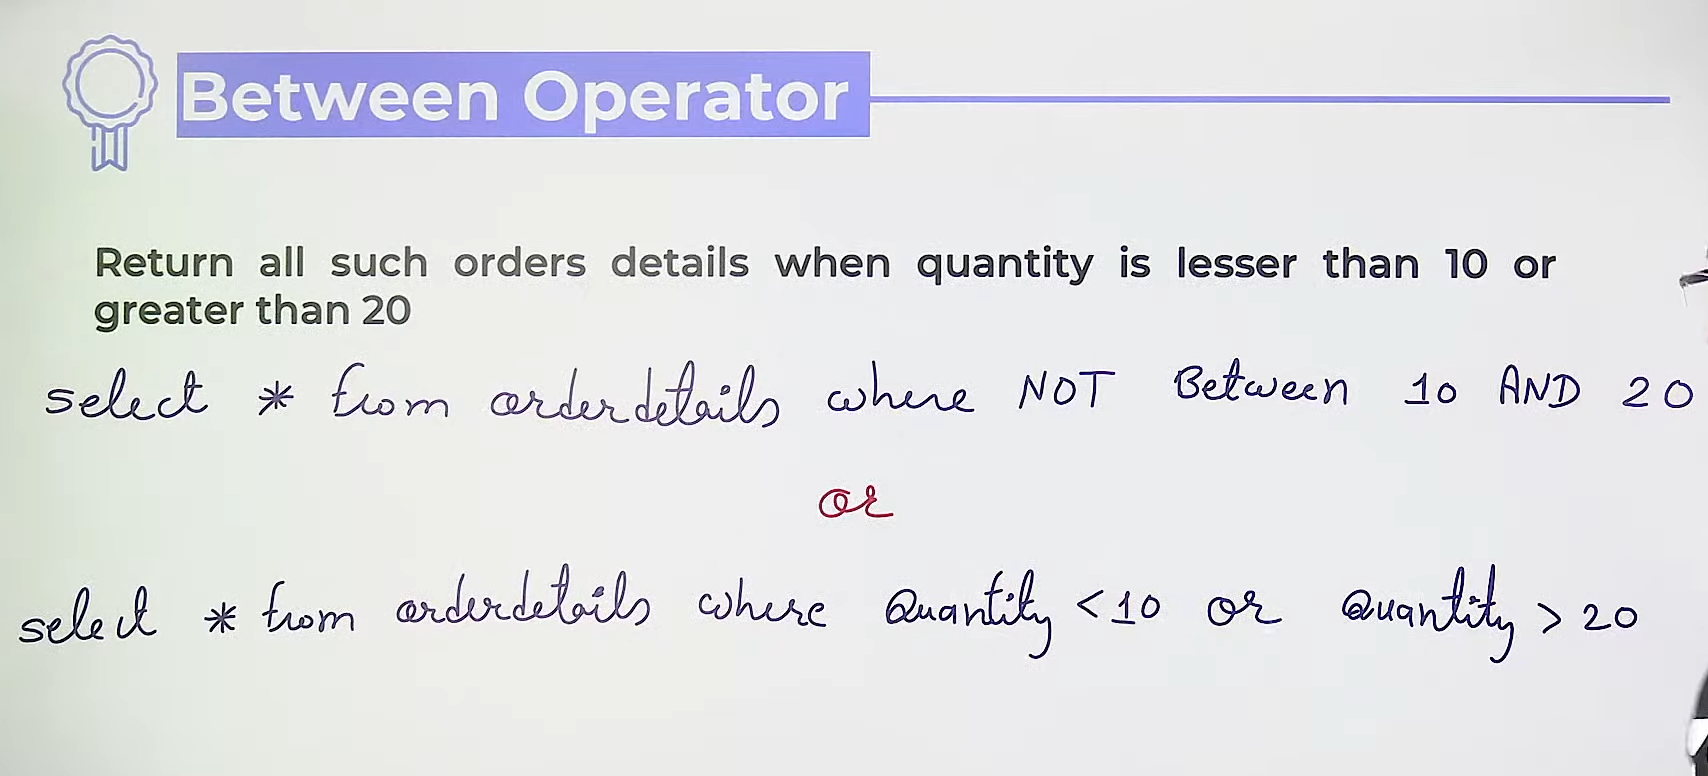 Between Operator
Return all such orders details when quantity is lesser than 10 or
greater than 20
select * from orderdetails where NOT Between 10 AND 20
or
select * from orderdetails where Quantity <10 or Quantity > 20